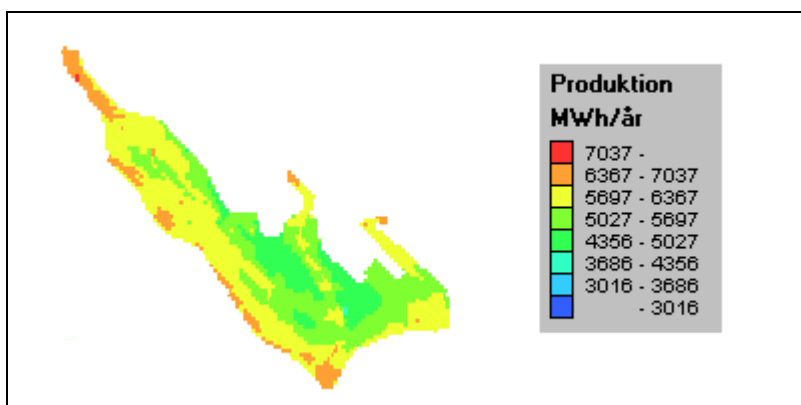 Produktion
MWh/år
7037 -
6367 - 7037
5697 - 6367
5027 - 5697
4356 - 5027
3686 - 4356
3016 - 3686
- 3016